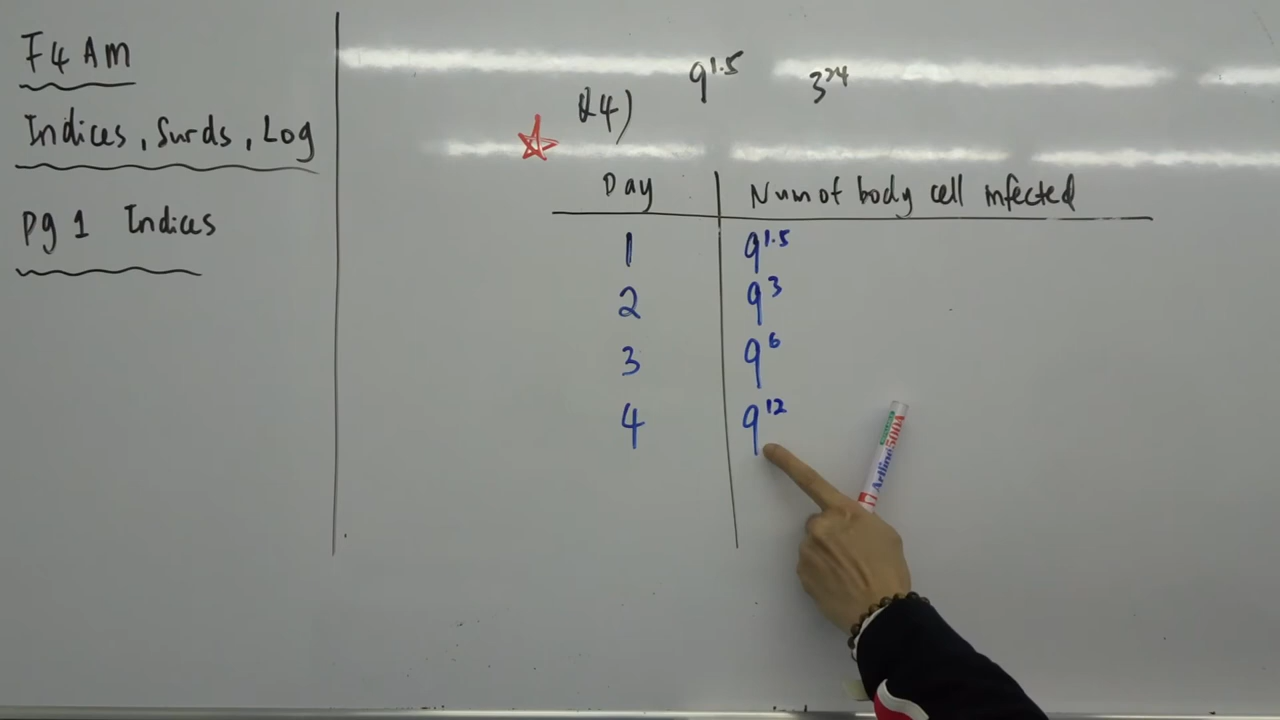 F4 Am
Indices, Surds, Log
Pg 1 Indices
9^1.5 3^24
24)
Day Num of body cell infected
1 9^1.5
2 9^3
3 9^6
4 9^12
Artline 500A